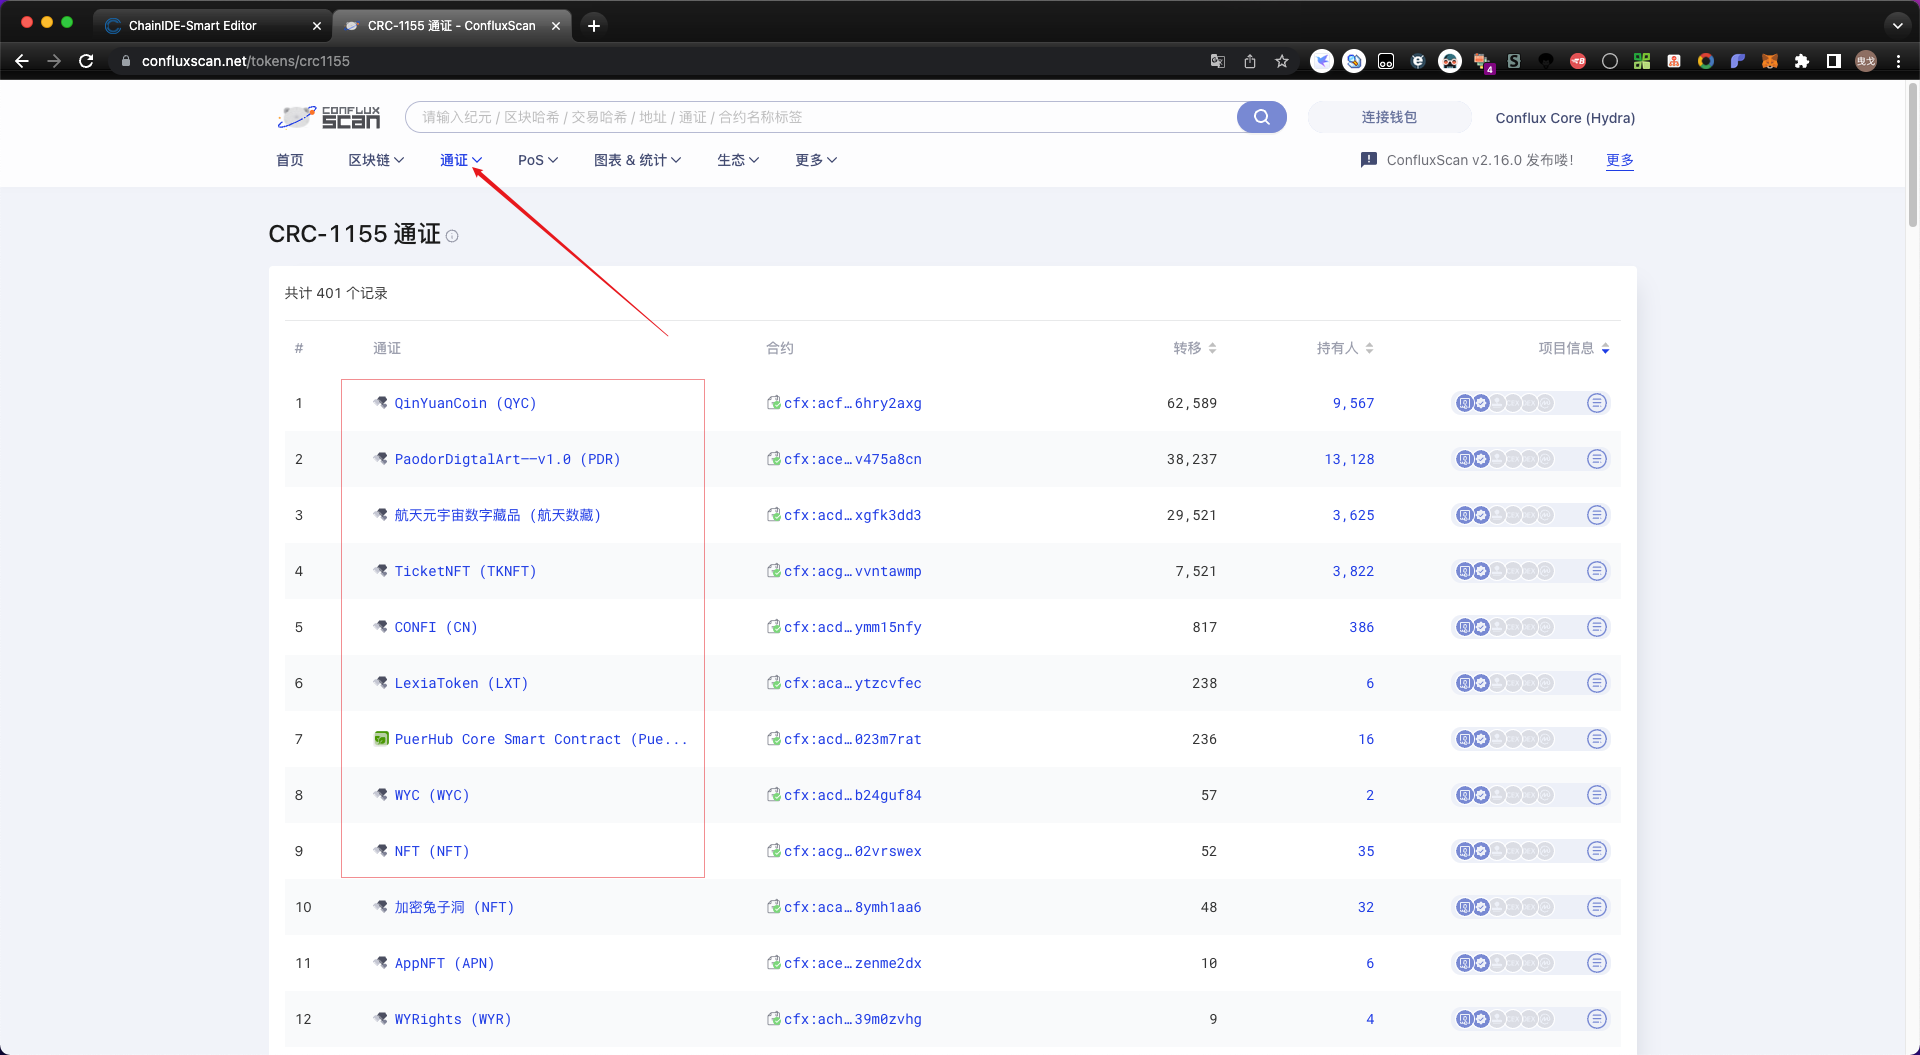 ChainIDE-Smart Editor
CRC-1155 通证 - ConfluxScan
confluxscan.net/tokens/crc1155
4
曳戈
CONFLUX SCAN
请输入纪元 / 区块哈希 / 交易哈希 / 地址 / 通证 / 合约名称标签
连接钱包
Conflux Core (Hydra)
首页 区块链 通证 PoS 图表 & 统计 生态 更多
ConfluxScan v2.16.0 发布喽! 更多
CRC-1155 通证
共计 401 个记录
# 通证 合约 转移 持有人 项目信息
1 QinYuanCoin (QYC) cfx:acf…6hry2axg 62,589 9,567
2 PaodorDigtalArt——v1.0 (PDR) cfx:ace…v475a8cn 38,237 13,128
3 航天元宇宙数字藏品 (航天数藏) cfx:acd…xgfk3dd3 29,521 3,625
4 TicketNFT (TKNFT) cfx:acg…vvntawmp 7,521 3,822
5 CONFI (CN) cfx:acd…ymm15nfy 817 386
6 LexiaToken (LXT) cfx:aca…ytzcvfec 238 6
7 PuerHub Core Smart Contract (Pue... cfx:acd…023m7rat 236 16
8 WYC (WYC) cfx:acd…b24guf84 57 2
9 NFT (NFT) cfx:acg…02vrswex 52 35
10 加密兔子洞 (NFT) cfx:aca…8ymh1aa6 48 32
11 AppNFT (APN) cfx:ace…zenme2dx 10 6
12 WYRights (WYR) cfx:ach…39m0zvhg 9 4